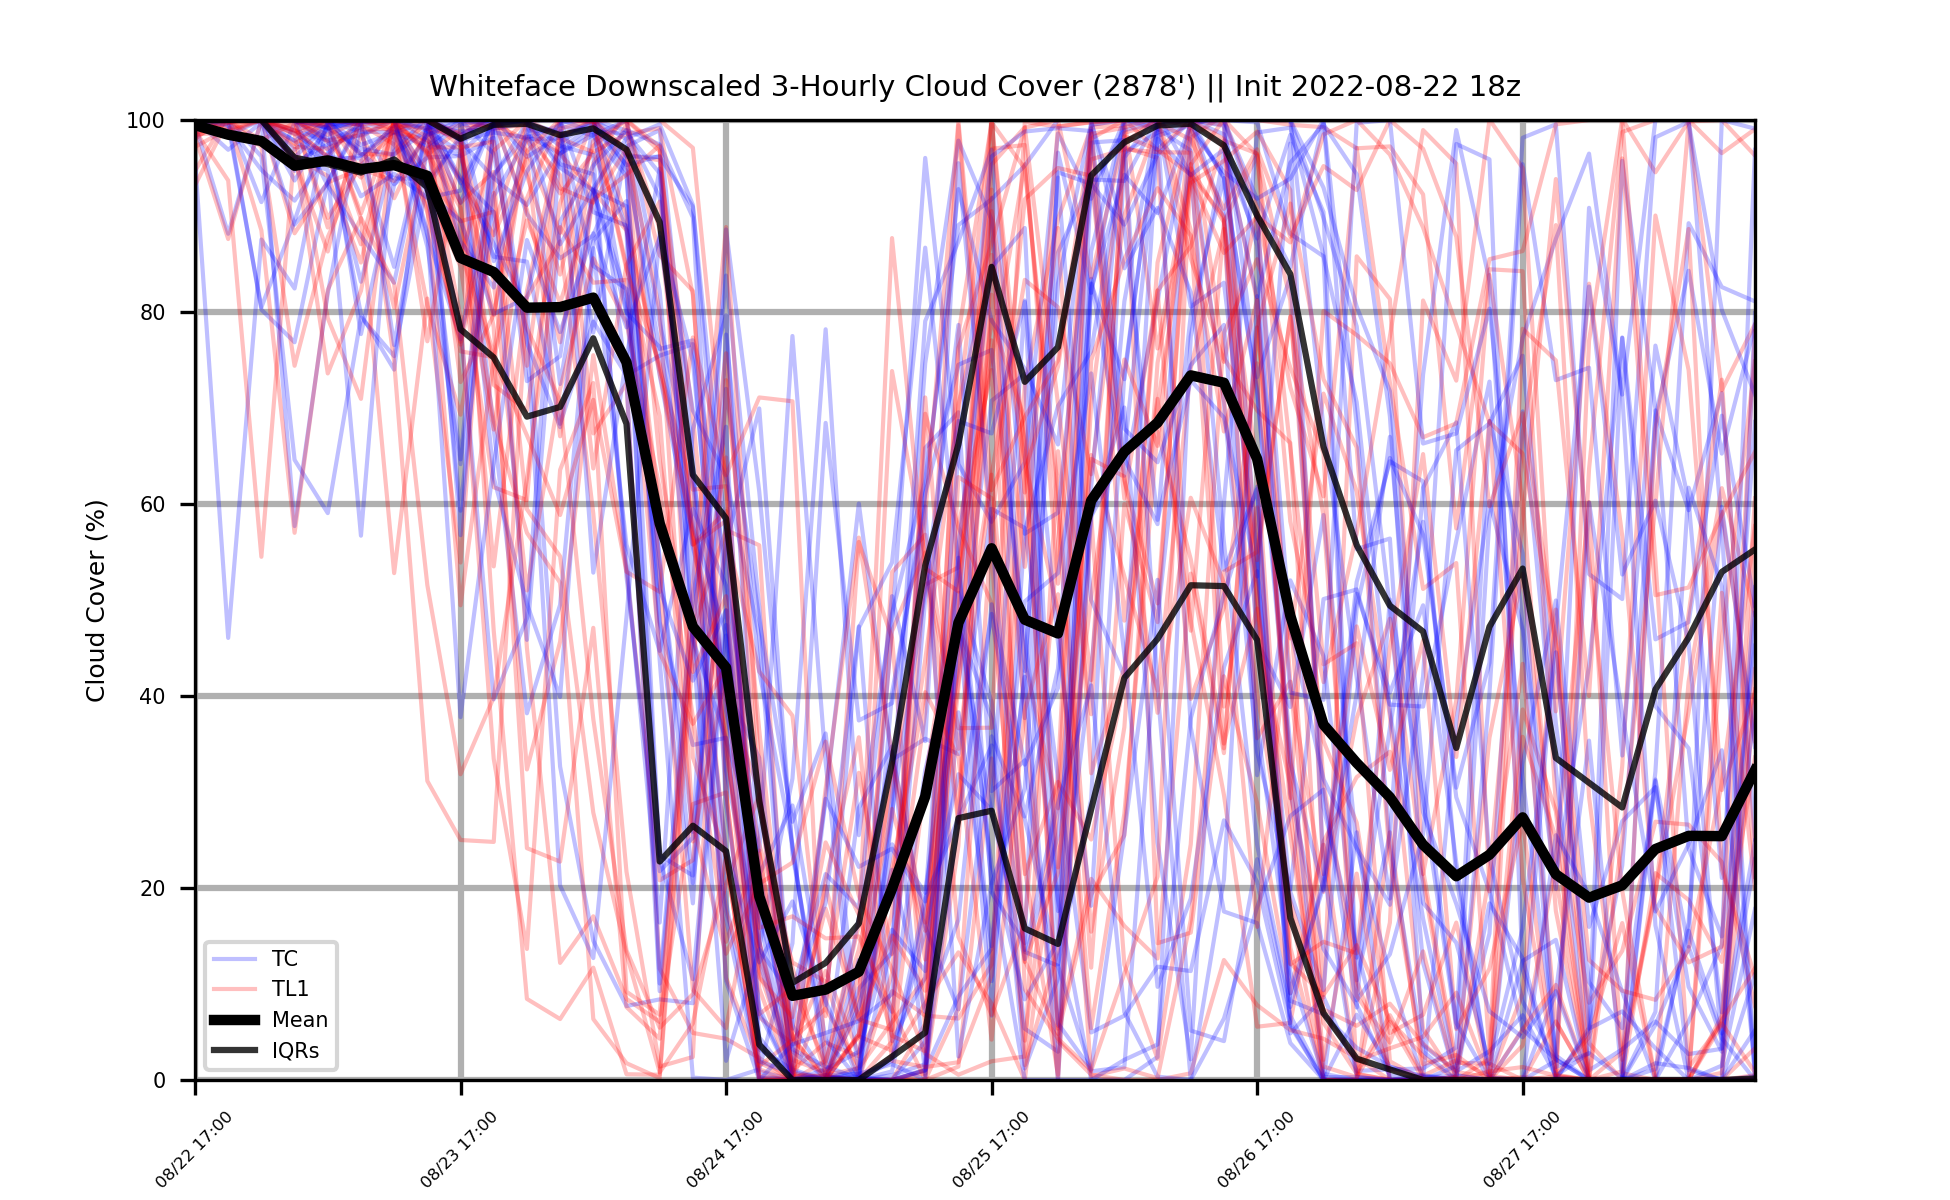 Whiteface Downscaled 3-Hourly Cloud Cover (2878') || Init 2022-08-22 18z
Cloud Cover (%)
100
80
60
40
20
0
TC
TL1
Mean
IQRs
08/22 17:00
08/23 17:00
08/24 17:00
08/25 17:00
08/26 17:00
08/27 17:00